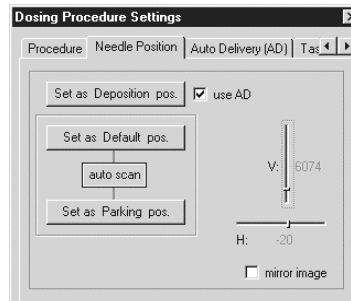 Dosing Procedure Settings
Procedure Needle Position Auto Delivery (AD)
Set as Deposition pos. use AD
Set as Default pos.
auto scan
V: 6074
Set as Parking pos.
H: -20
mirror image